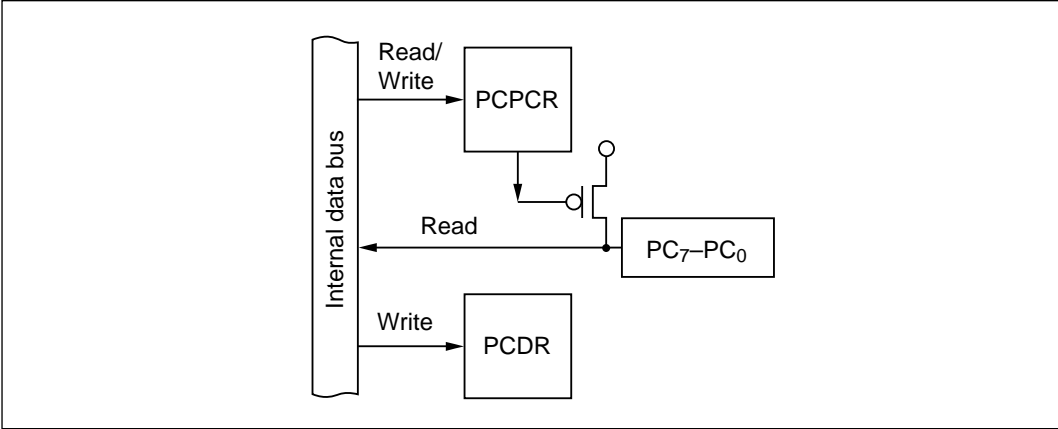 Read/
Write
PCPCR
Internal data bus
Read
PC₇–PC₀
Write
PCDR